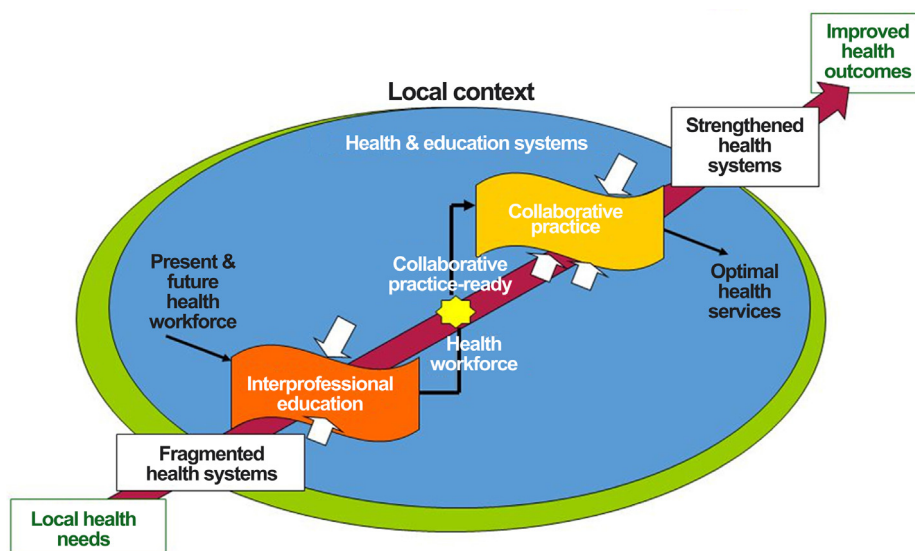 Improved
health
outcomes
Local context
Health & education systems
Strengthened
health
systems
Collaborative
practice
Present &
future
health
workforce
Collaborative
practice-ready
Optimal
health
services
Health
workforce
Interprofessional
education
Fragmented
health systems
Local health
needs